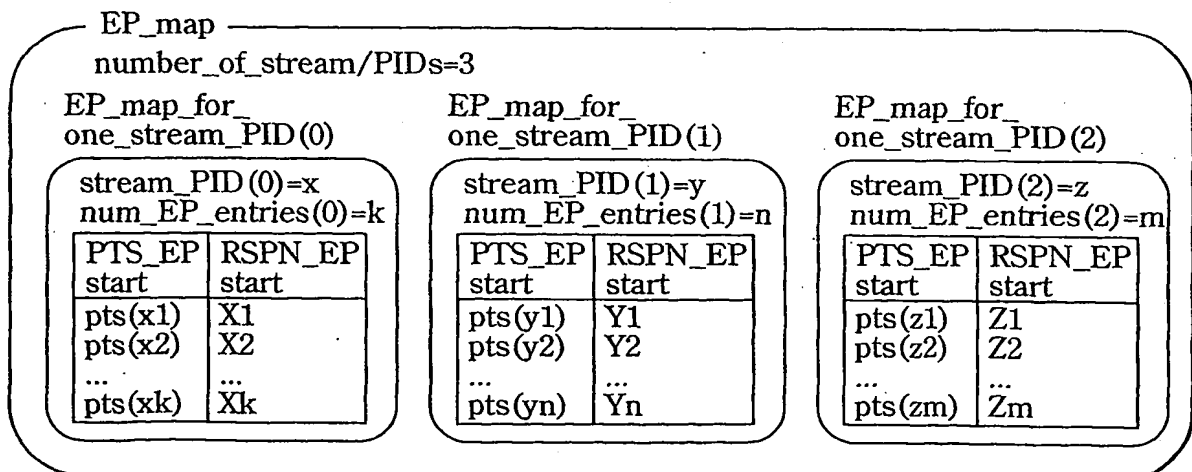 EP_map
number_of_stream/PIDs=3
EP_map_for_
one_stream_PID(0)
stream_PID(0)=x
num_EP_entries(0)=k
PTS_EP RSPN_EP
start start
pts(x1) X1
pts(x2) X2
... ...
pts(xk) Xk
EP_map_for_
one_stream_PID(1)
stream_PID(1)=y
num_EP_entries(1)=n
PTS_EP RSPN_EP
start start
pts(y1) Y1
pts(y2) Y2
... ...
pts(yn) Yn
EP_map_for_
one_stream_PID(2)
stream_PID(2)=z
num_EP_entries(2)=m
PTS_EP RSPN_EP
start start
pts(z1) Z1
pts(z2) Z2
... ...
pts(zm) Zm